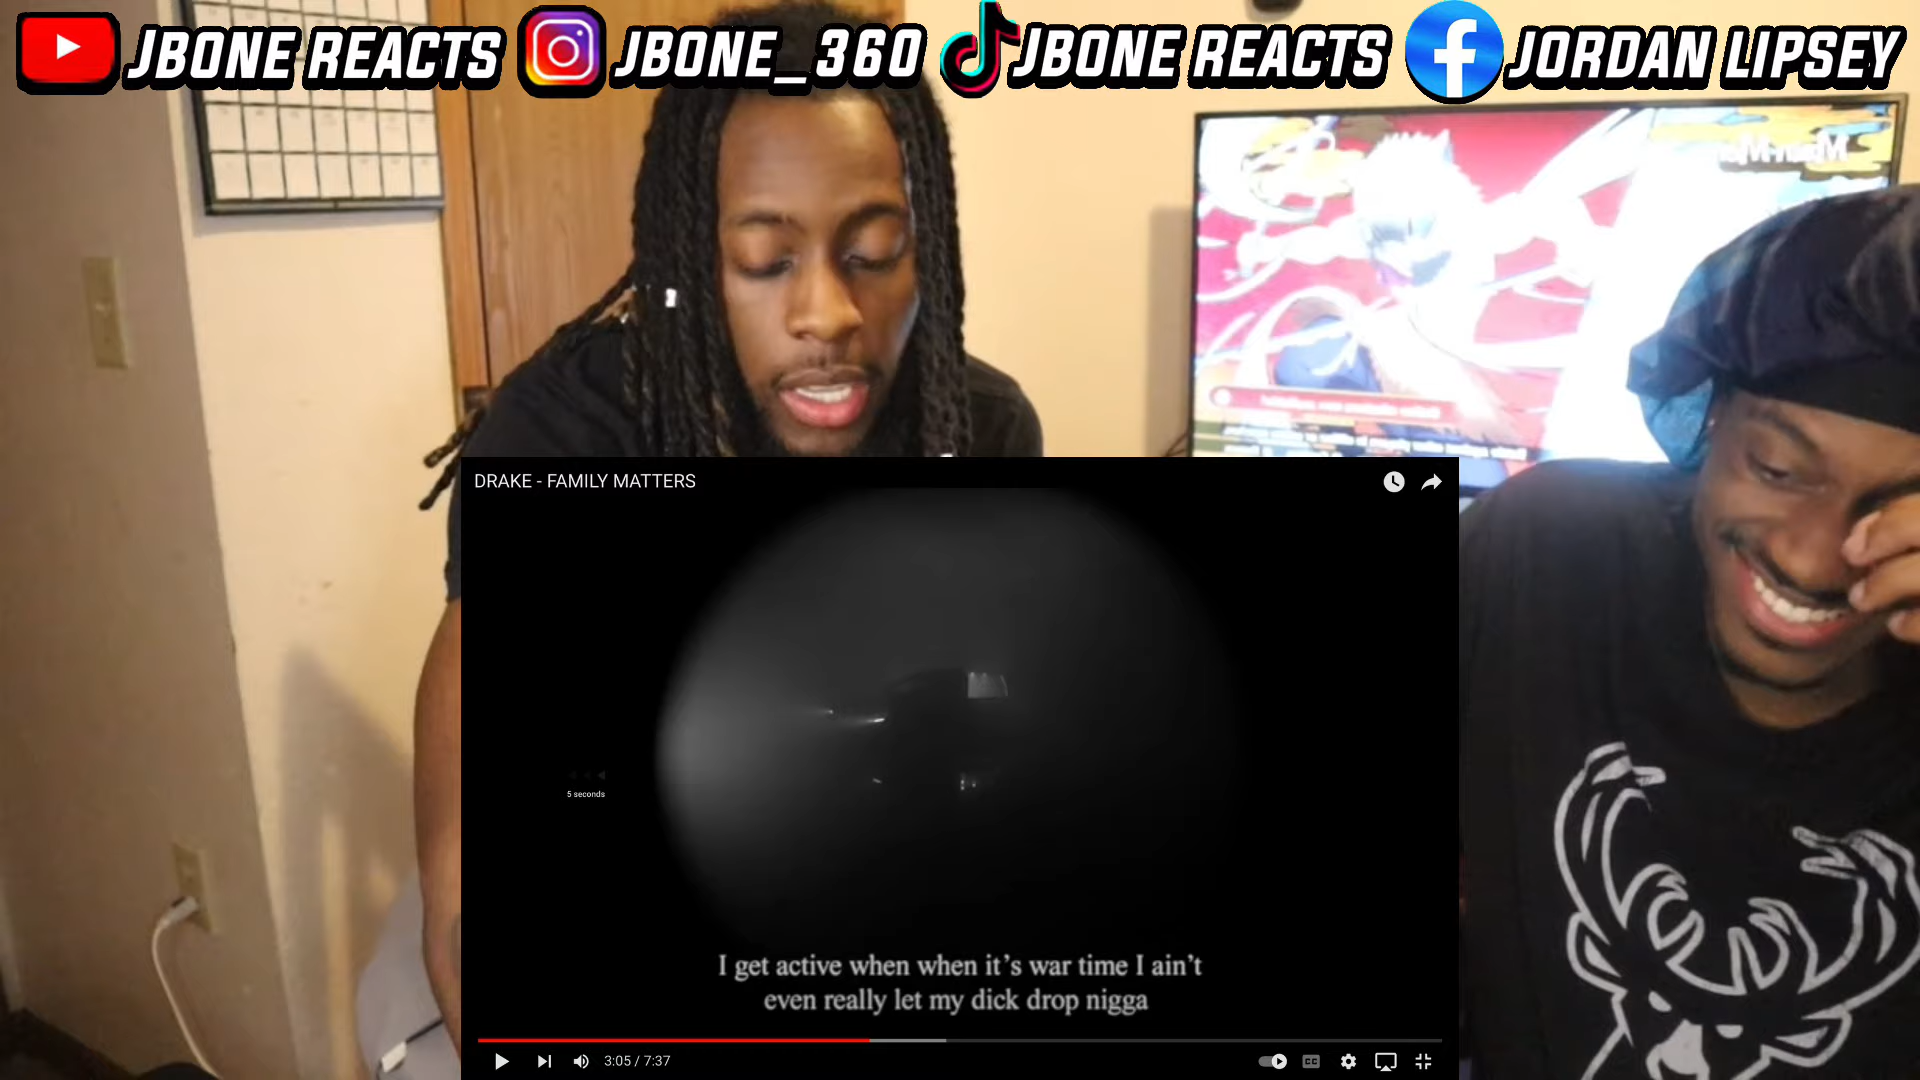 JBONE REACTS JBONE_360 JBONE REACTS JORDAN LIPSEY
DRAKE - FAMILY MATTERS
5 seconds
I get active when when it's war time I ain't
even really let my dick drop nigga
3:05 / 7:37
CC